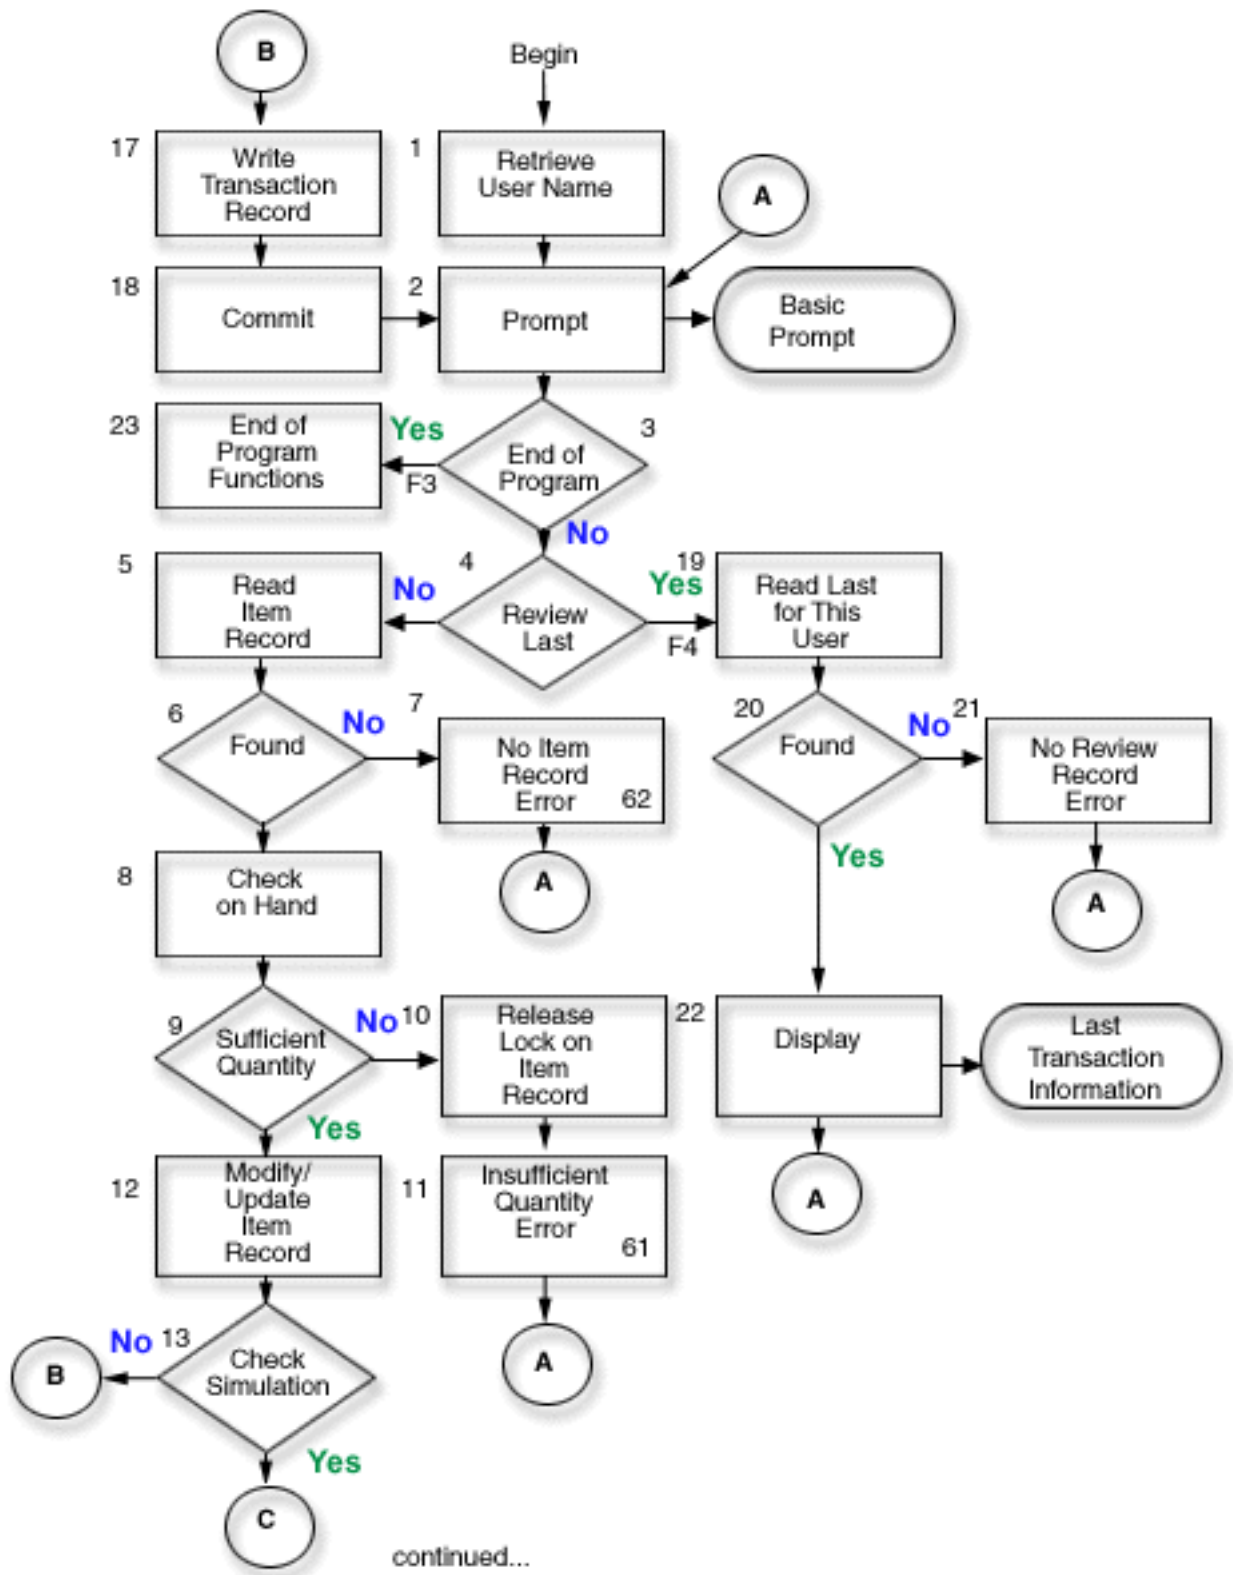 B
Begin
17
Write
Transaction
Record
1
Retrieve
User Name
A
18
Commit
2
Prompt
Basic
Prompt
23
End of
Program
Functions
Yes
F3
3
End of
Program
No
5
Read
Item
Record
No
4
Review
Last
Yes
F4
19
Read Last
for This
User
6
Found
No
7
No Item
Record
Error
62
A
20
Found
No
21
No Review
Record
Error
A
Yes
8
Check
on Hand
9
Sufficient
Quantity
No
10
Release
Lock on
Item
Record
22
Display
Last
Transaction
Information
Yes
12
Modify/
Update
Item
Record
11
Insufficient
Quantity
Error
61
A
A
B
No
13
Check
Simulation
Yes
C
continued...